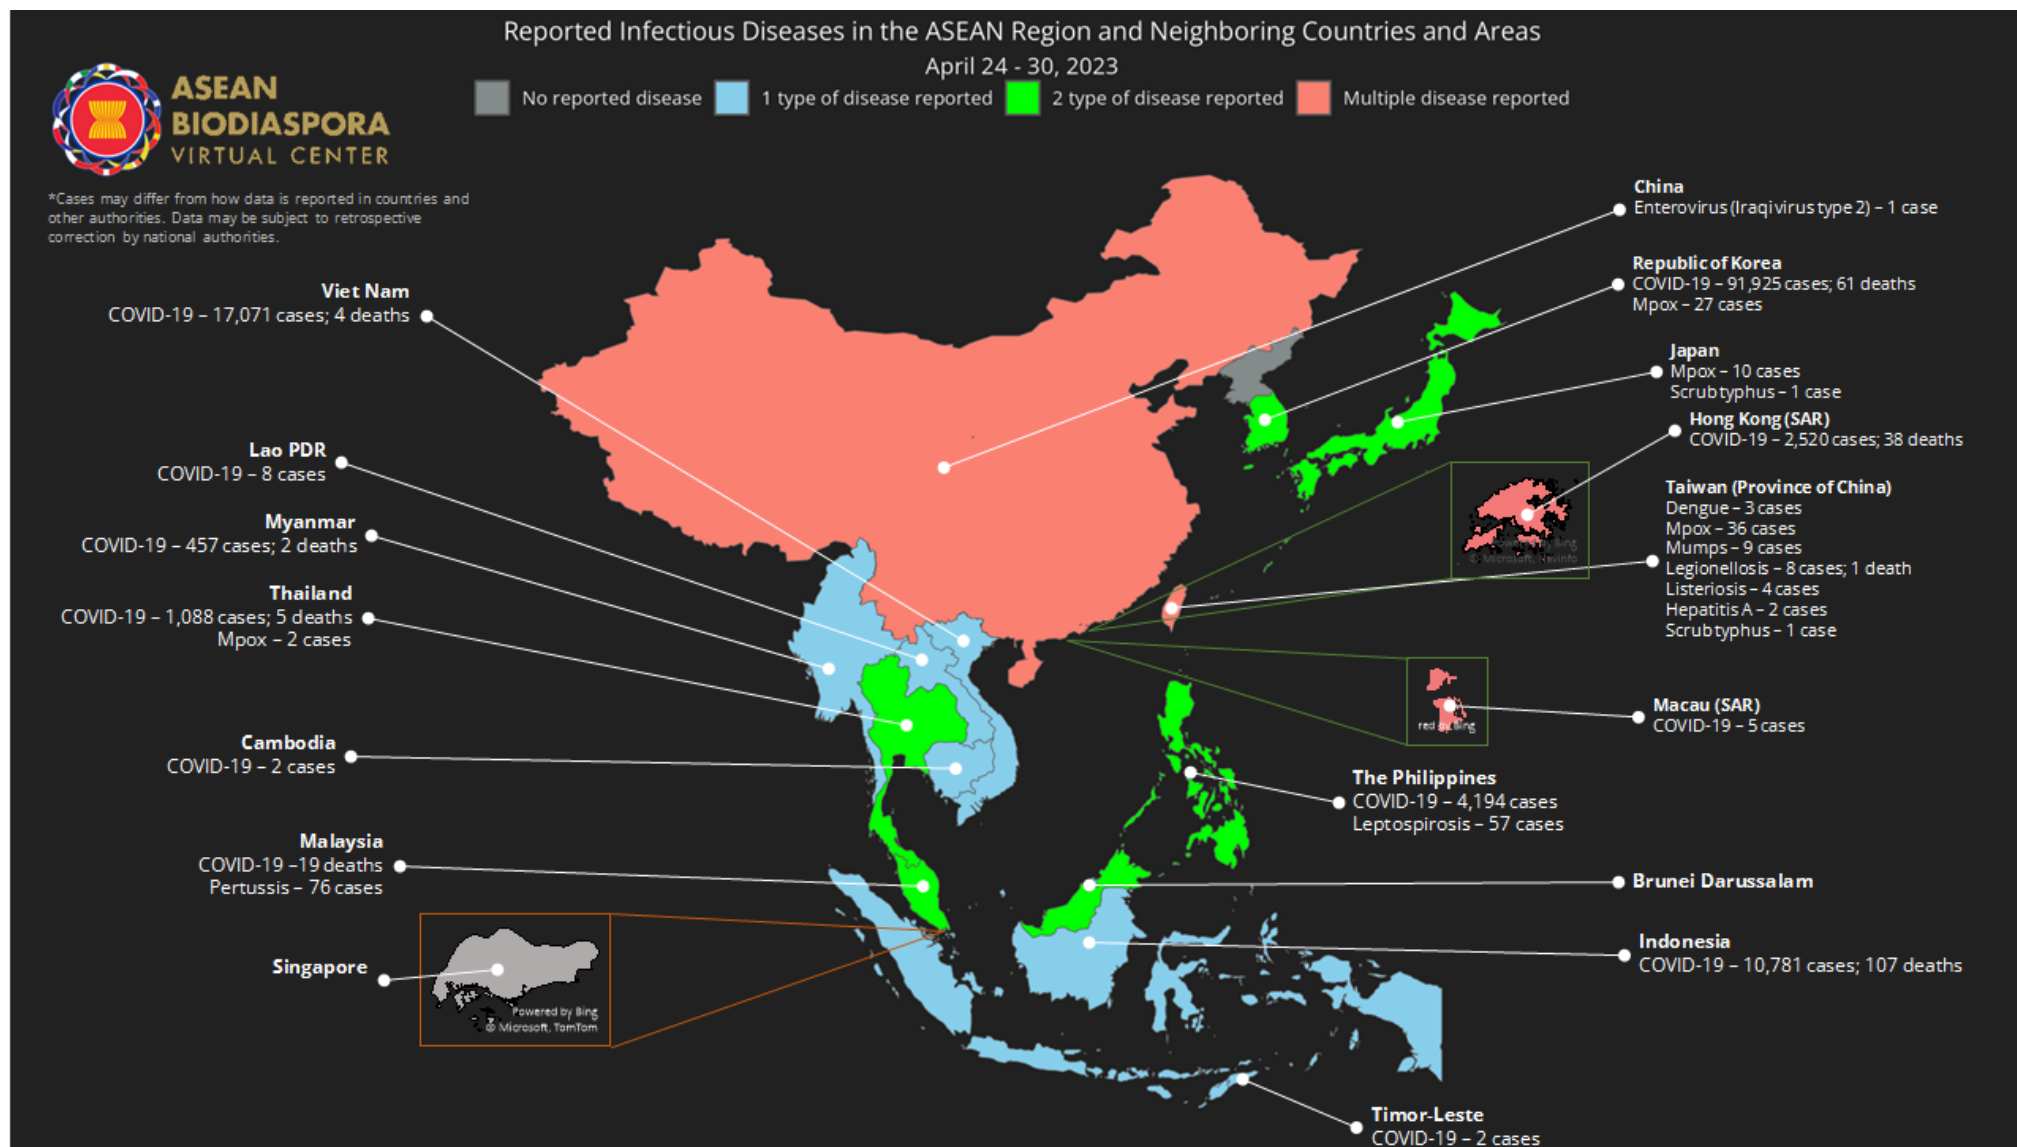 Reported Infectious Diseases in the ASEAN Region and Neighboring Countries and Areas
April 24 - 30, 2023
No reported disease
1 type of disease reported
2 type of disease reported
Multiple disease reported
ASEAN
BIODIASPORA
VIRTUAL CENTER
*Cases may differ from how data is reported in countries and
other authorities. Data may be subject to retrospective
correction by national authorities.
Viet Nam
COVID-19 – 17,071 cases; 4 deaths
Lao PDR
COVID-19 – 8 cases
Myanmar
COVID-19 – 457 cases; 2 deaths
Thailand
COVID-19 – 1,088 cases; 5 deaths
Mpox – 2 cases
Cambodia
COVID-19 – 2 cases
Malaysia
COVID-19 –19 deaths
Pertussis – 76 cases
Singapore
Powered by Bing
© Microsoft, TomTom
China
Enterovirus (Iraqi virus type 2) – 1 case
Republic of Korea
COVID-19 – 91,925 cases; 61 deaths
Mpox – 27 cases
Japan
Mpox – 10 cases
Scrub typhus – 1 case
Hong Kong (SAR)
COVID-19 – 2,520 cases; 38 deaths
Powered by Bing
© Microsoft, NavInfo
Taiwan (Province of China)
Dengue – 3 cases
Mpox – 36 cases
Mumps – 9 cases
Legionellosis – 8 cases; 1 death
Listeriosis – 4 cases
Hepatitis A – 2 cases
Scrub typhus – 1 case
Macau (SAR)
COVID-19 – 5 cases
red by Bing
The Philippines
COVID-19 – 4,194 cases
Leptospirosis – 57 cases
Brunei Darussalam
Indonesia
COVID-19 – 10,781 cases; 107 deaths
Timor-Leste
COVID-19 – 2 cases